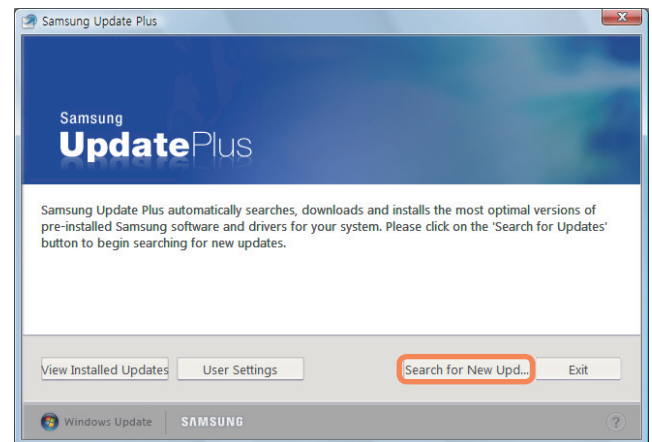 Samsung Update Plus
Samsung
UpdatePlus
Samsung Update Plus automatically searches, downloads and installs the most optimal versions of
pre-installed Samsung software and drivers for your system. Please click on the 'Search for Updates'
button to begin searching for new updates.
View Installed Updates User Settings Search for New Upd... Exit
Windows Update SAMSUNG ?